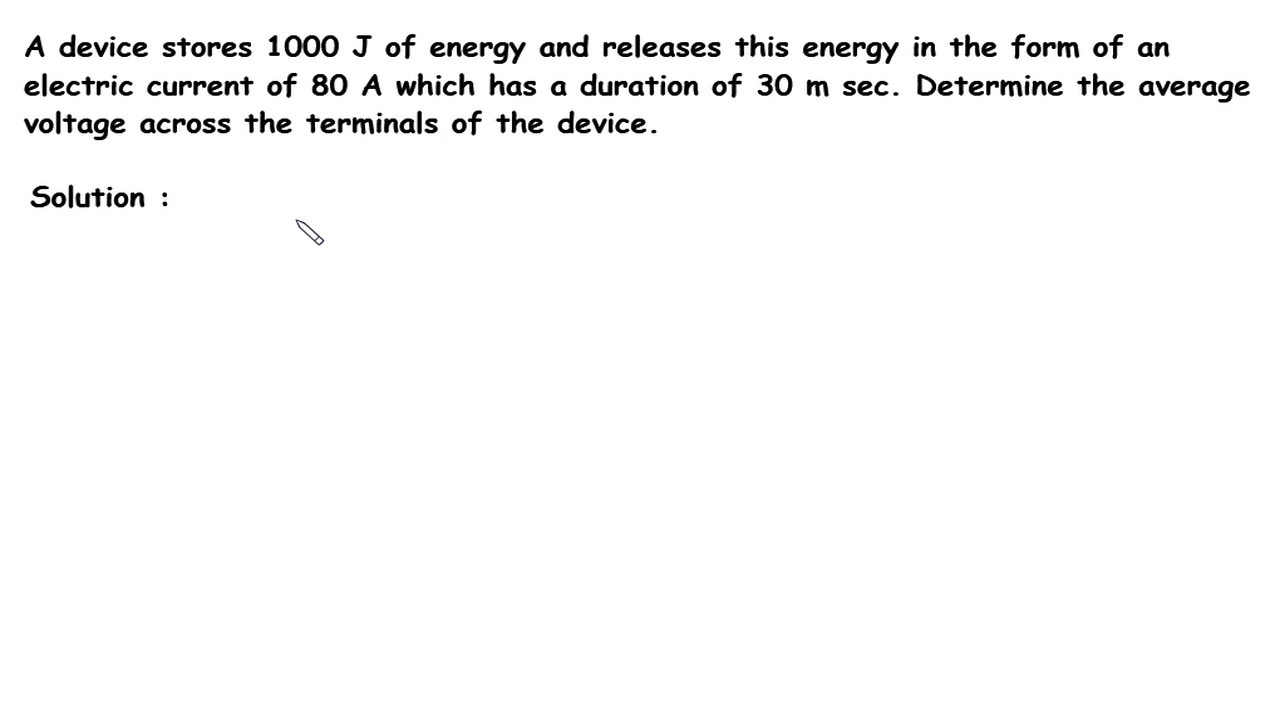 A device stores 1000 J of energy and releases this energy in the form of an
electric current of 80 A which has a duration of 30 m sec. Determine the average
voltage across the terminals of the device.
Solution :